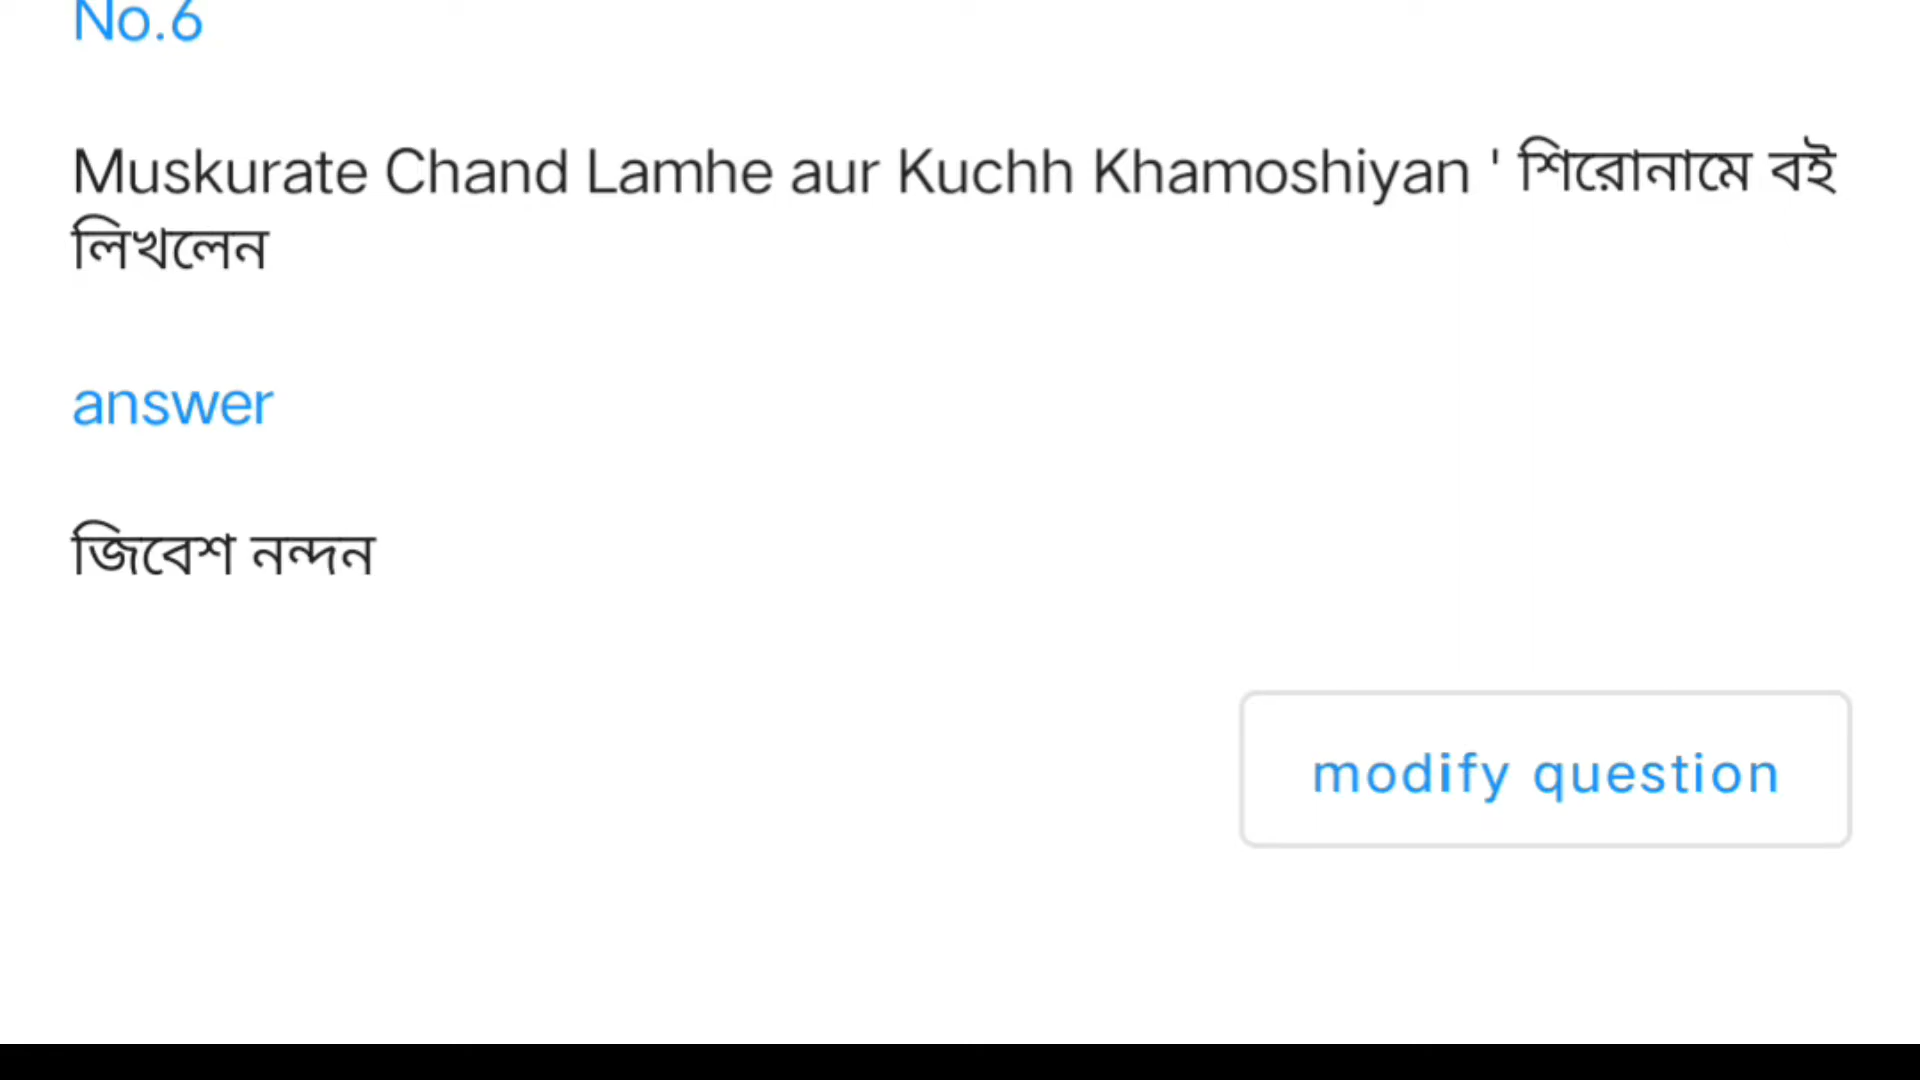 No.6
Muskurate Chand Lamhe aur Kuchh Khamoshiyan ' শিরোনামে বই
লিখলেন
answer
জিবেশ নন্দন
modify question